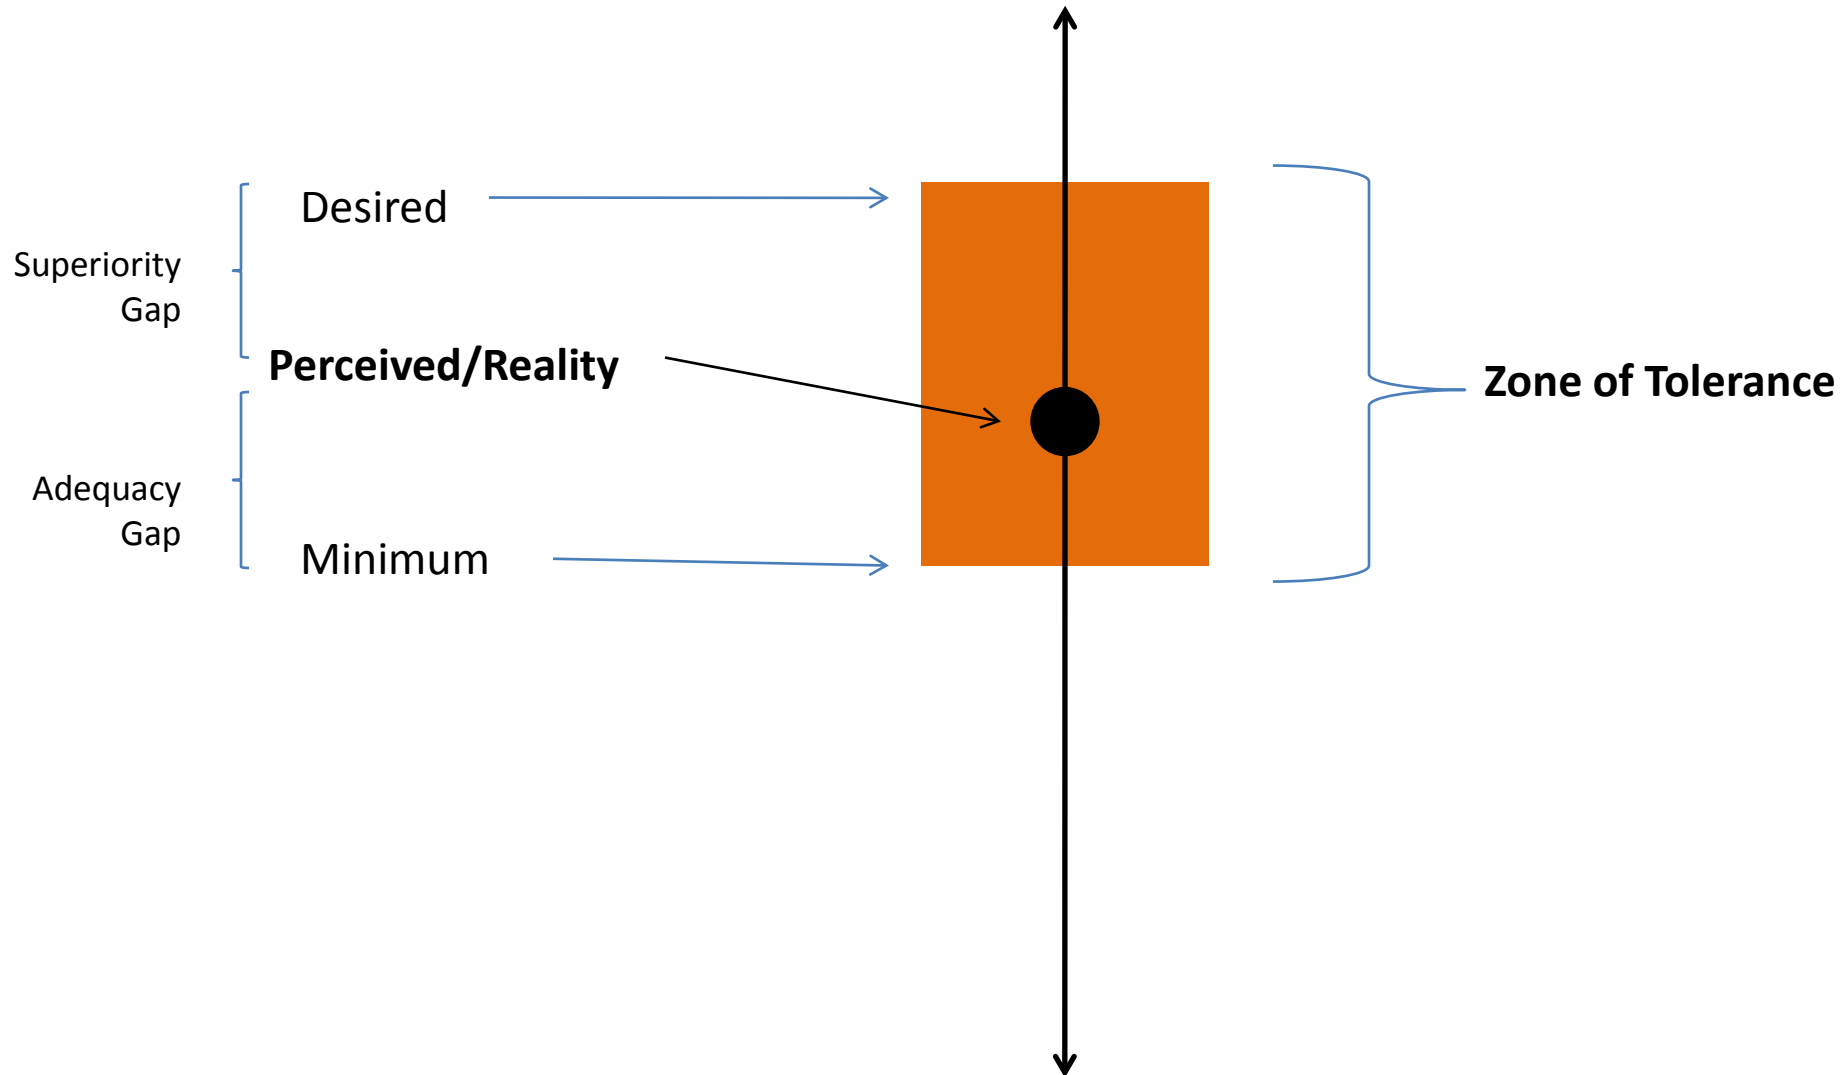 Desired
Superiority
Gap
Perceived/Reality
Zone of Tolerance
Adequacy
Gap
Minimum